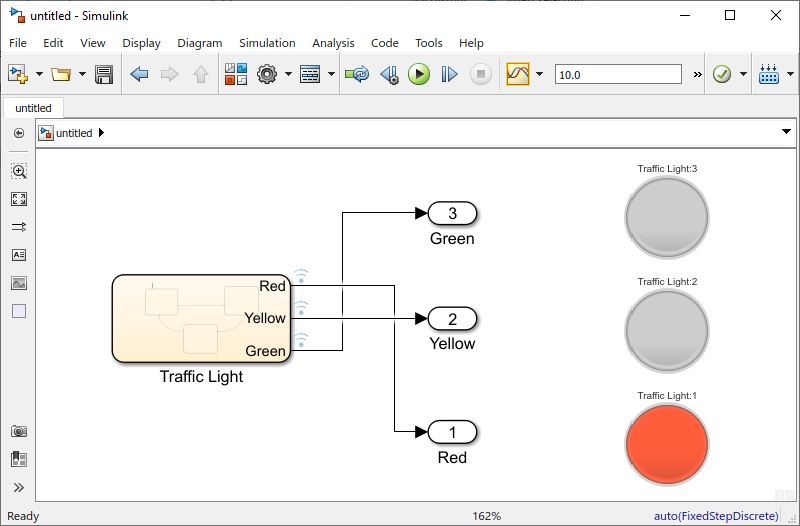 untitled - Simulink
File Edit View Display Diagram Simulation Analysis Code Tools Help
10.0 »
untitled
untitled
Traffic Light:3
3
Green
Traffic Light:2
Red
Yellow
Green
2
Yellow
Traffic Light
Traffic Light:1
1
Red
Ready 162% auto(FixedStepDiscrete)